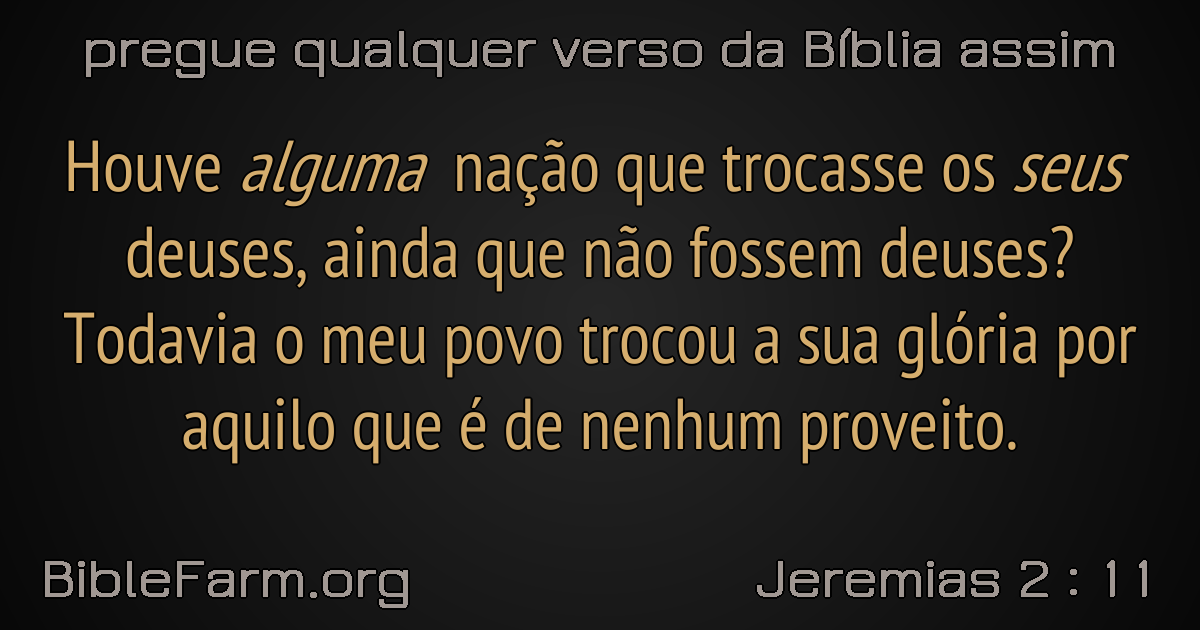 pregue qualquer verso da Bíblia assim
Houve alguma nação que trocasse os seus
deuses, ainda que não fossem deuses?
Todavia o meu povo trocou a sua glória por
aquilo que é de nenhum proveito.
BibleFarm.org
Jeremias 2 : 11